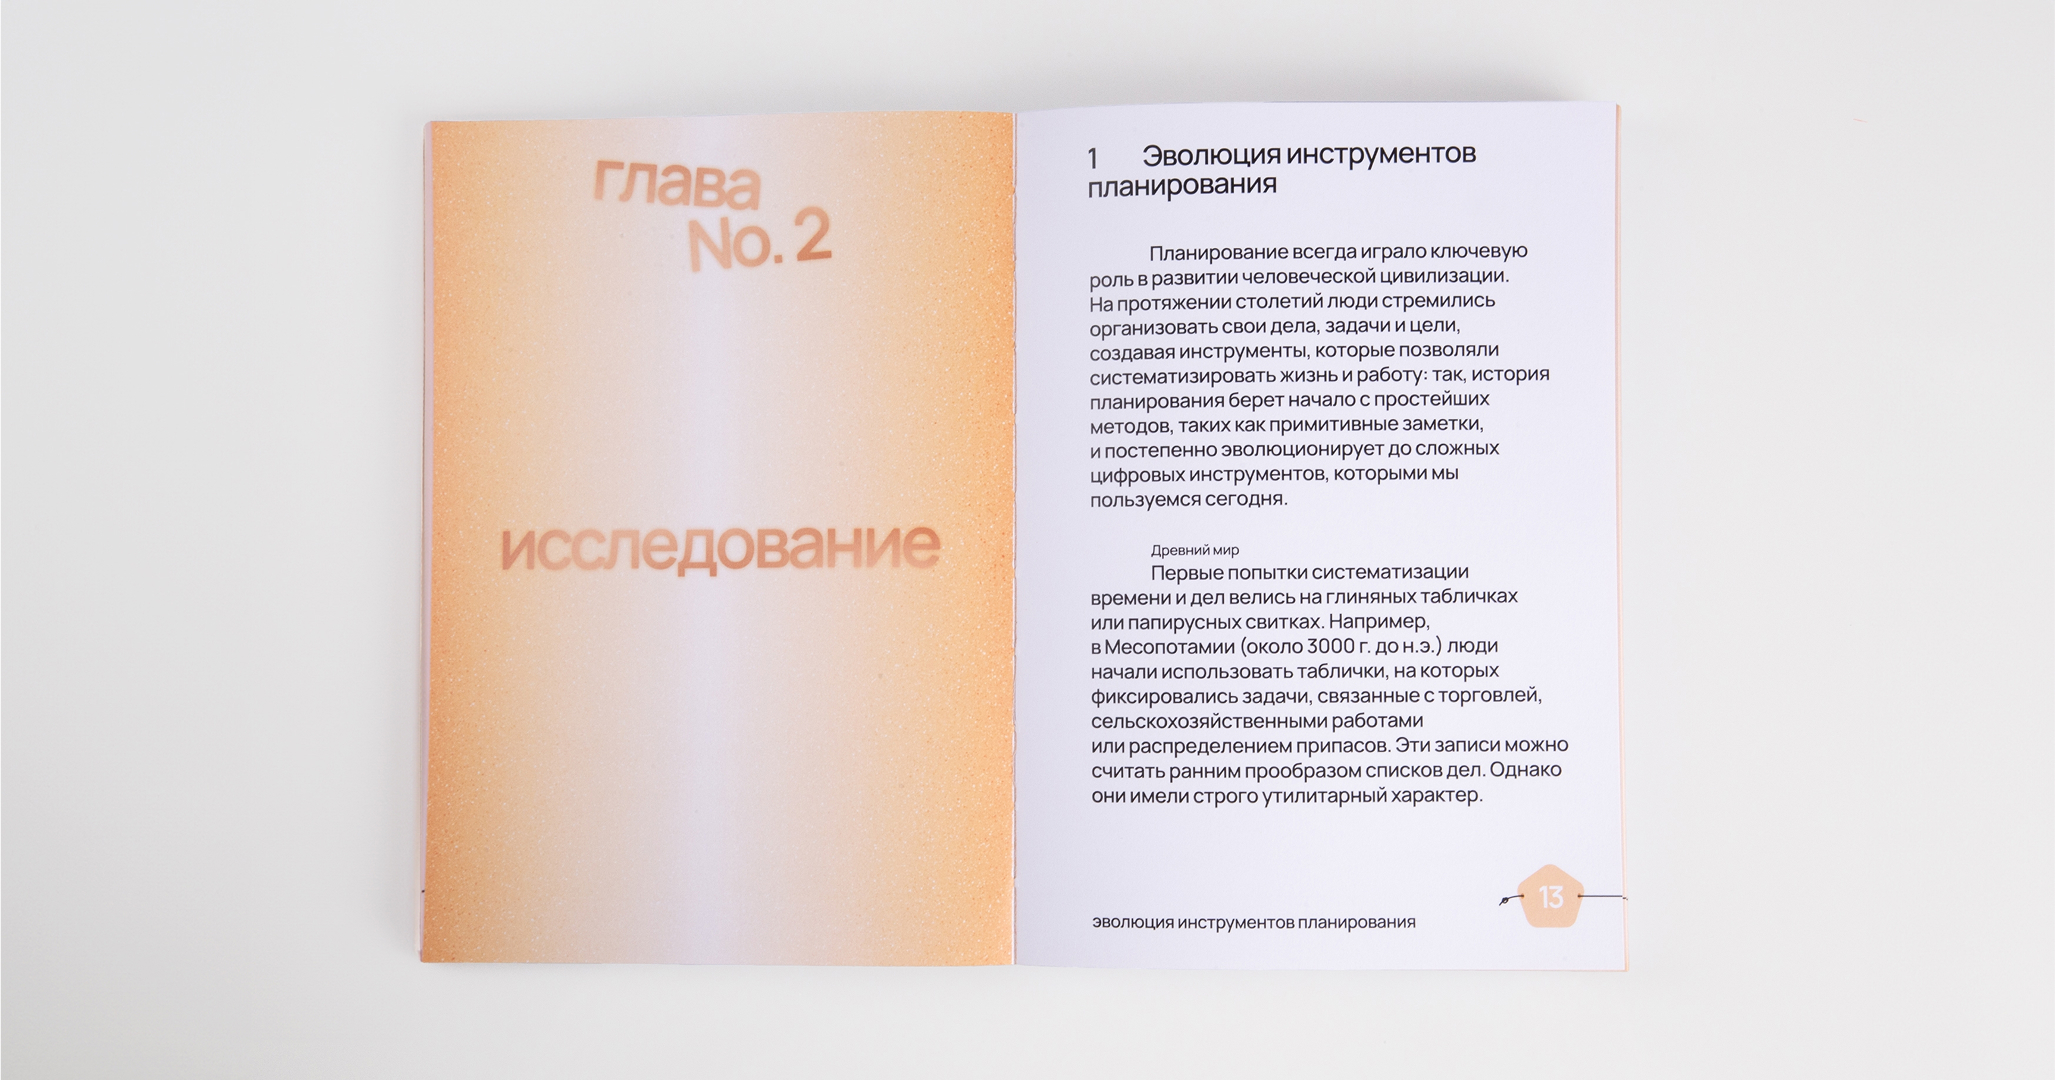 глава
No. 2
исследование
1 Эволюция инструментов
планирования
Планирование всегда играло ключевую
роль в развитии человеческой цивилизации.
На протяжении столетий люди стремились
организовать свои дела, задачи и цели,
создавая инструменты, которые позволяли
систематизировать жизнь и работу: так, история
планирования берет начало с простейших
методов, таких как примитивные заметки,
и постепенно эволюционирует до сложных
цифровых инструментов, которыми мы
пользуемся сегодня.
Древний мир
Первые попытки систематизации
времени и дел велись на глиняных табличках
или папирусных свитках. Например,
в Месопотамии (около 3000 г. до н.э.) люди
начали использовать таблички, на которых
фиксировались задачи, связанные с торговлей,
сельскохозяйственными работами
или распределением припасов. Эти записи можно
считать ранним прообразом списков дел. Однако
они имели строго утилитарный характер.
13
эволюция инструментов планирования